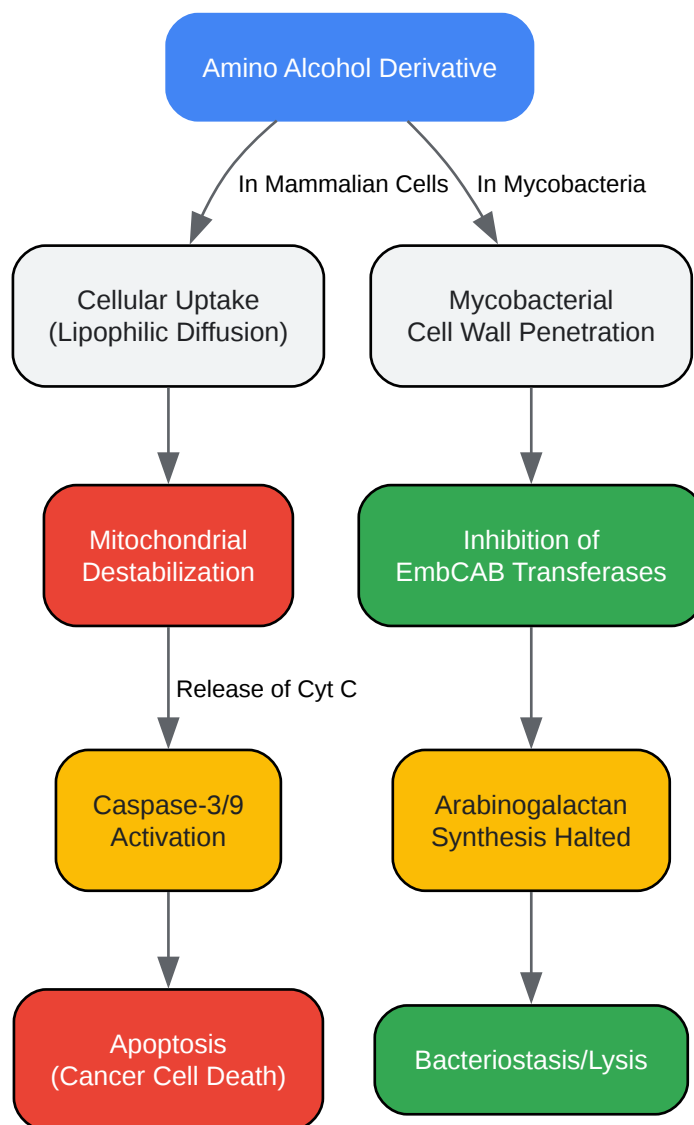 Amino Alcohol Derivative
In Mammalian Cells
In Mycobacteria
Cellular Uptake
(Lipophilic Diffusion)
Mycobacterial
Cell Wall Penetration
Mitochondrial
Destabilization
Inhibition of
EmbCAB Transferases
Release of Cyt C
Caspase-3/9
Activation
Arabinogalactan
Synthesis Halted
Apoptosis
(Cancer Cell Death)
Bacteriostasis/Lysis